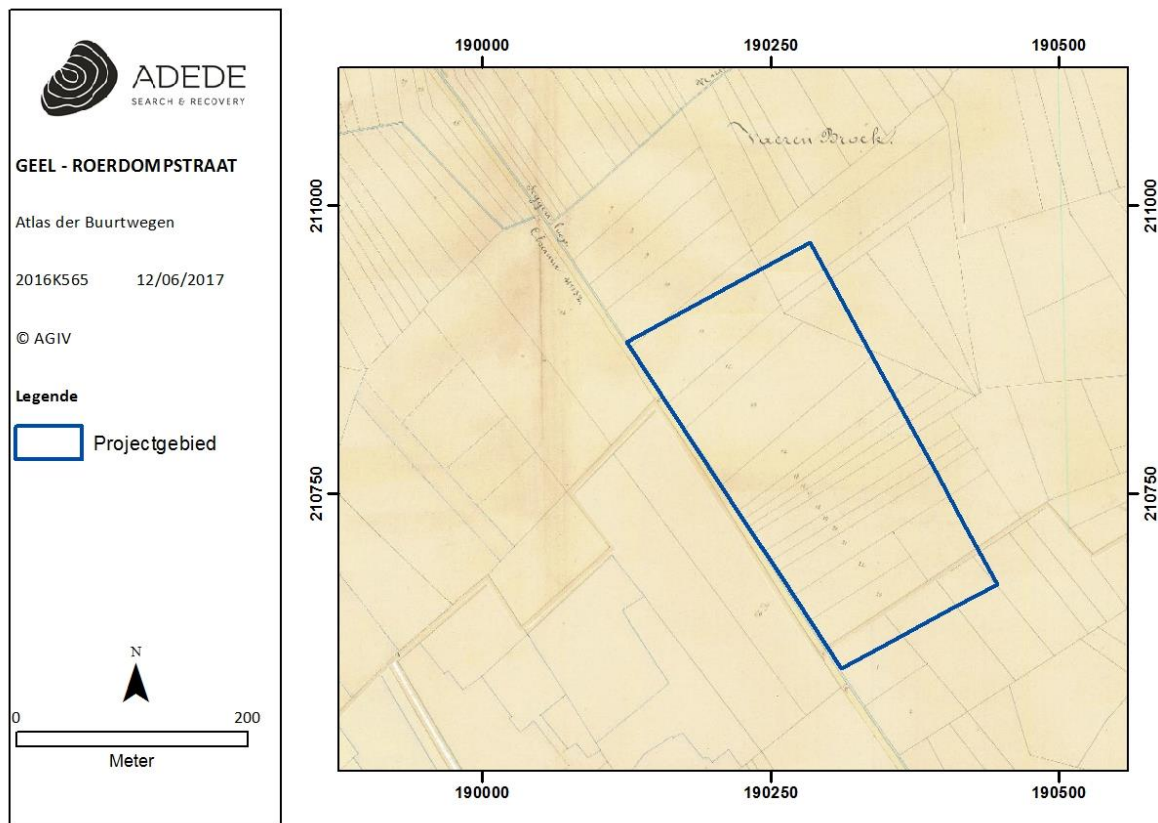 ADEDE
SEARCH & RECOVERY
GEEL - ROERDOMPSTRAAT
Atlas der Buurtwegen
2016K565 12/06/2017
© AGIV
Legende
Projectgebied
N
0 200
Meter
190000 190250 190500
211000 211000
210750 210750
190000 190250 190500
Vaeren Broek.
Chemin